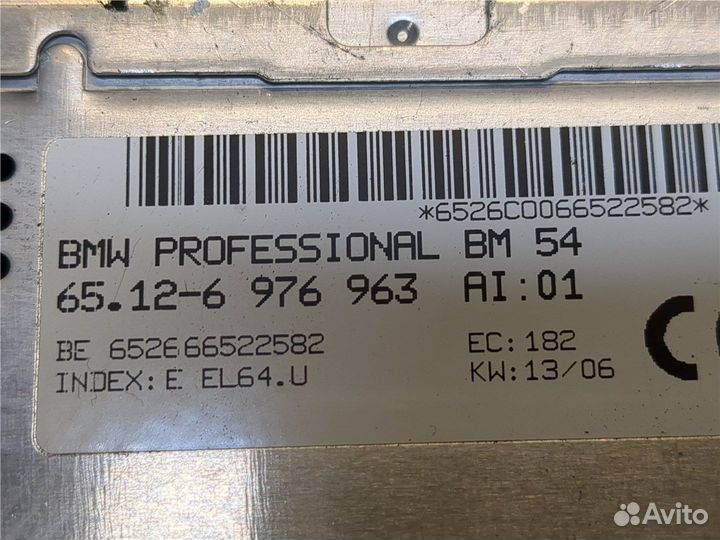 *6526C0066522582*
BMW PROFESSIONAL BM 54
65.12-6 976 963 AI:01
BE 652666522582 EC:182
INDEX:E EL64.U KW:13/06
Avito